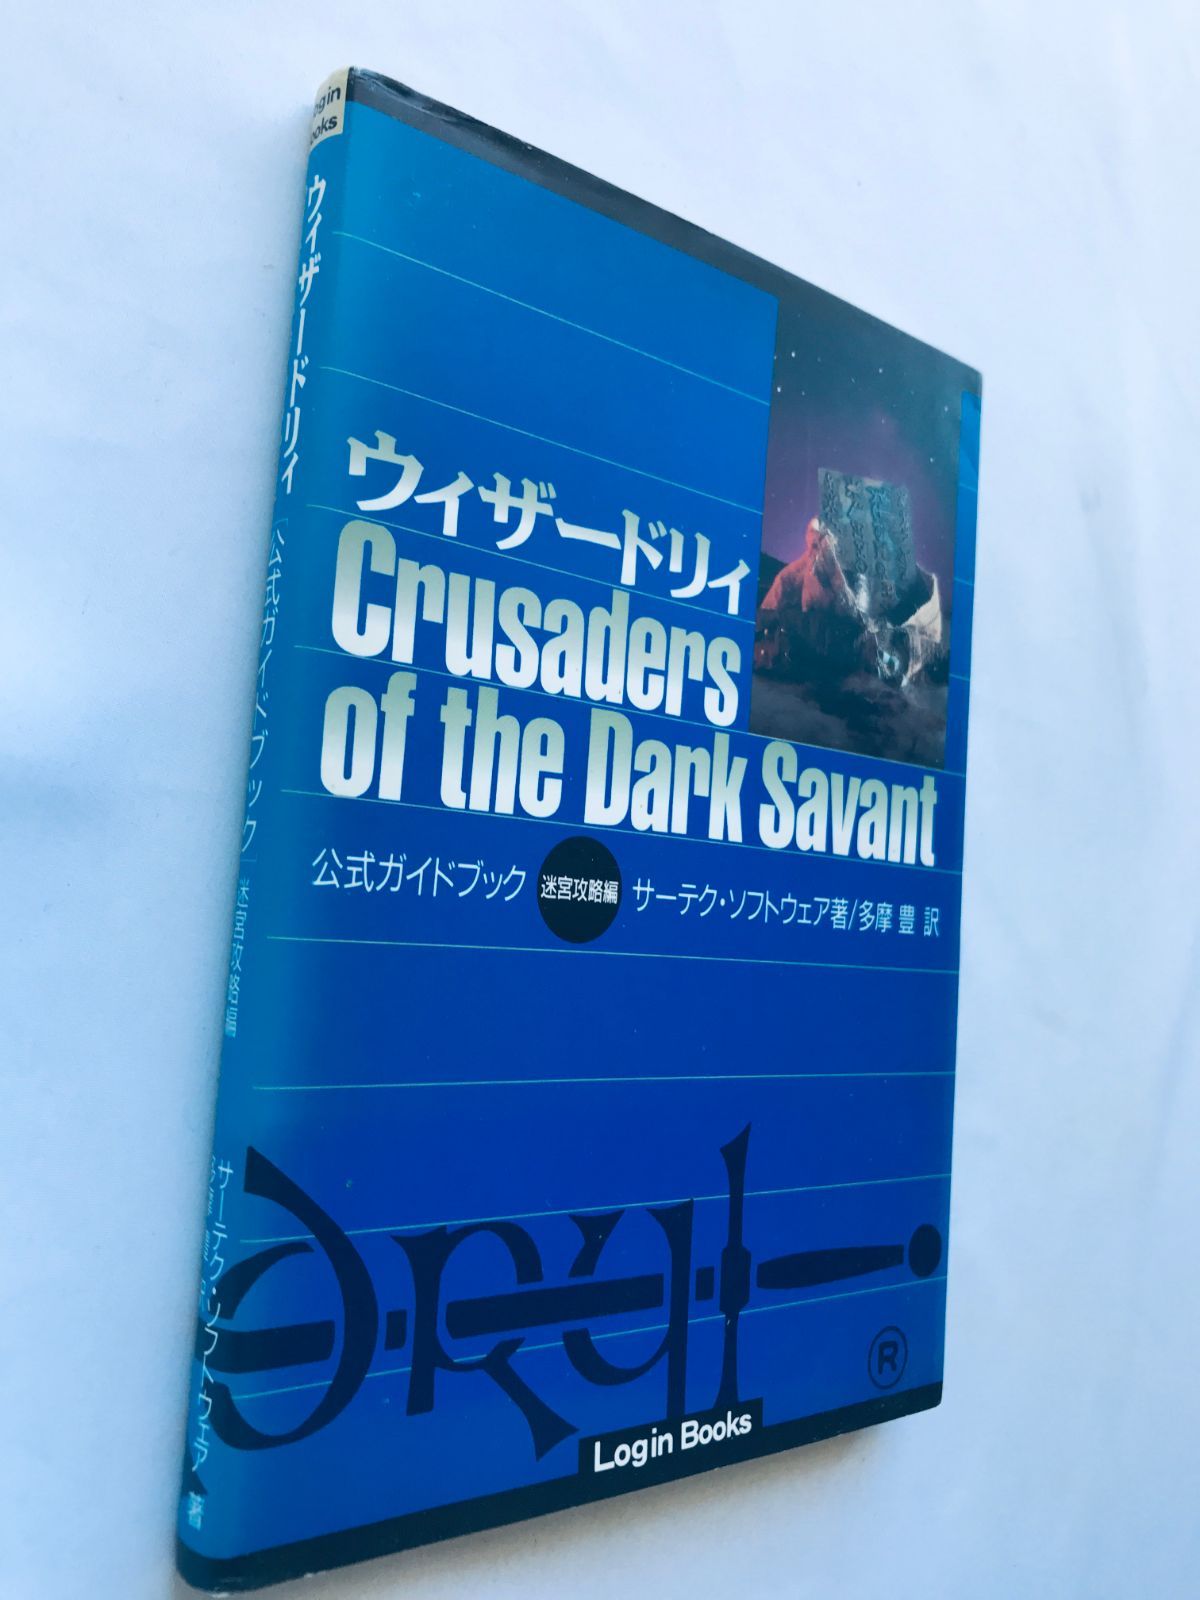 ウィザードリィ
Crusaders
of the Dark Savant
公式ガイドブック 迷宮攻略編 サーテク・ソフトウェア著/多摩 豊 訳
®
Login Books
ウィザードリィ [公式ガイドブック] 迷宮攻略編
サーテク・ソフトウェア 著